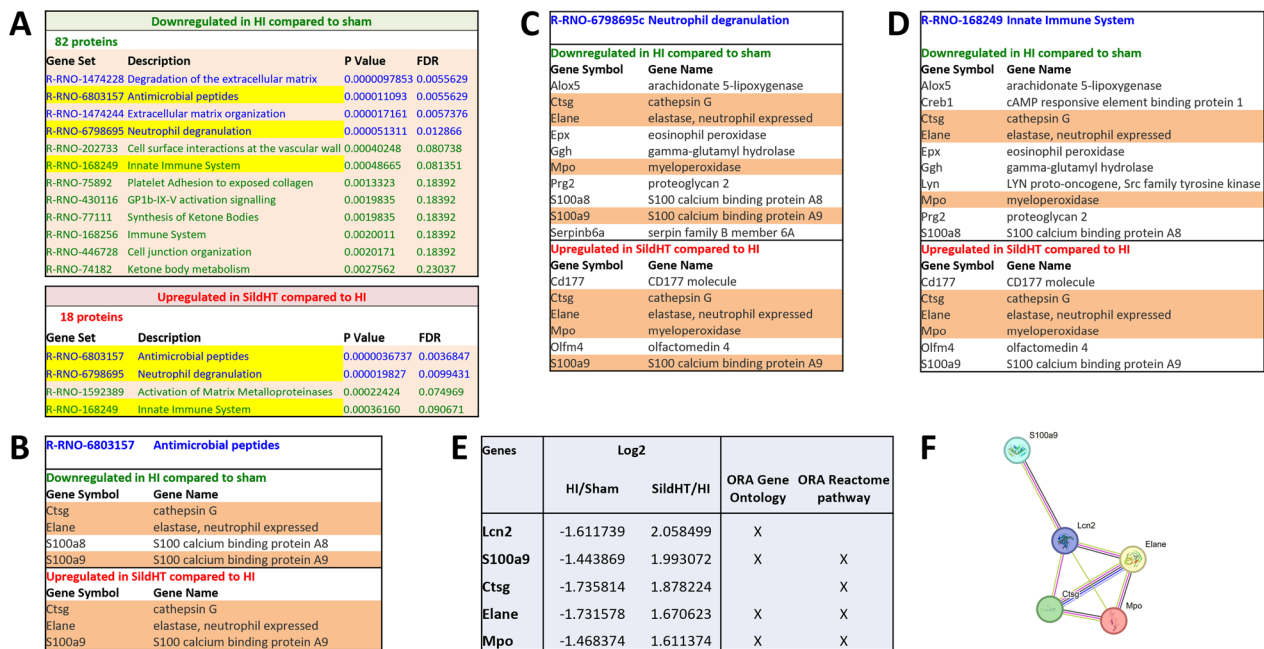 A
Downregulated in HI compared to sham
82 proteins
Gene Set Description P Value FDR
R-RNO-1474228 Degradation of the extracellular matrix 0.0000097853 0.0055629
R-RNO-6803157 Antimicrobial peptides 0.000011093 0.0055629
R-RNO-1474244 Extracellular matrix organization 0.000017161 0.0057376
R-RNO-6798695 Neutrophil degranulation 0.000051311 0.012866
R-RNO-202733 Cell surface interactions at the vascular wall 0.00040248 0.080738
R-RNO-168249 Innate Immune System 0.00048665 0.081351
R-RNO-75892 Platelet Adhesion to exposed collagen 0.0013323 0.18392
R-RNO-430116 GP1b-IX-V activation signalling 0.0019835 0.18392
R-RNO-77111 Synthesis of Ketone Bodies 0.0019835 0.18392
R-RNO-168256 Immune System 0.0020011 0.18392
R-RNO-446728 Cell junction organization 0.0020171 0.18392
R-RNO-74182 Ketone body metabolism 0.0027562 0.23037
Upregulated in SildHT compared to HI
18 proteins
Gene Set Description P Value FDR
R-RNO-6803157 Antimicrobial peptides 0.0000036737 0.0036847
R-RNO-6798695 Neutrophil degranulation 0.000019827 0.0099431
R-RNO-1592389 Activation of Matrix Metalloproteinases 0.00022424 0.074969
R-RNO-168249 Innate Immune System 0.00036160 0.090671
B
R-RNO-6803157 Antimicrobial peptides
Downregulated in HI compared to sham
Gene Symbol Gene Name
Ctsg cathepsin G
Elane elastase, neutrophil expressed
S100a8 S100 calcium binding protein A8
S100a9 S100 calcium binding protein A9
Upregulated in SildHT compared to HI
Gene Symbol Gene Name
Ctsg cathepsin G
Elane elastase, neutrophil expressed
S100a9 S100 calcium binding protein A9
C
R-RNO-6798695c Neutrophil degranulation
Downregulated in HI compared to sham
Gene Symbol Gene Name
Alox5 arachidonate 5-lipoxygenase
Ctsg cathepsin G
Elane elastase, neutrophil expressed
Epx eosinophil peroxidase
Ggh gamma-glutamyl hydrolase
Mpo myeloperoxidase
Prg2 proteoglycan 2
S100a8 S100 calcium binding protein A8
S100a9 S100 calcium binding protein A9
Serpinb6a serpin family B member 6A
Upregulated in SildHT compared to HI
Gene Symbol Gene Name
Cd177 CD177 molecule
Ctsg cathepsin G
Elane elastase, neutrophil expressed
Mpo myeloperoxidase
Olfm4 olfactomedin 4
S100a9 S100 calcium binding protein A9
D
R-RNO-168249 Innate Immune System
Downregulated in HI compared to sham
Gene Symbol Gene Name
Alox5 arachidonate 5-lipoxygenase
Creb1 cAMP responsive element binding protein 1
Ctsg cathepsin G
Elane elastase, neutrophil expressed
Epx eosinophil peroxidase
Ggh gamma-glutamyl hydrolase
Lyn LYN proto-oncogene, Src family tyrosine kinase
Mpo myeloperoxidase
Prg2 proteoglycan 2
S100a8 S100 calcium binding protein A8
Upregulated in SildHT compared to HI
Gene Symbol Gene Name
Cd177 CD177 molecule
Ctsg cathepsin G
Elane elastase, neutrophil expressed
Mpo myeloperoxidase
Olfm4 olfactomedin 4
S100a9 S100 calcium binding protein A9
E
Genes Log2
HI/Sham SildHT/HI ORA Gene Ontology ORA Reactome pathway
Lcn2 -1.611739 2.058499 X
S100a9 -1.443869 1.993072 X X
Ctsg -1.735814 1.878224 X
Elane -1.731578 1.670623 X X
Mpo -1.468374 1.611374 X X
F
S100a9
Lcn2
Elane
Ctsg
Mpo